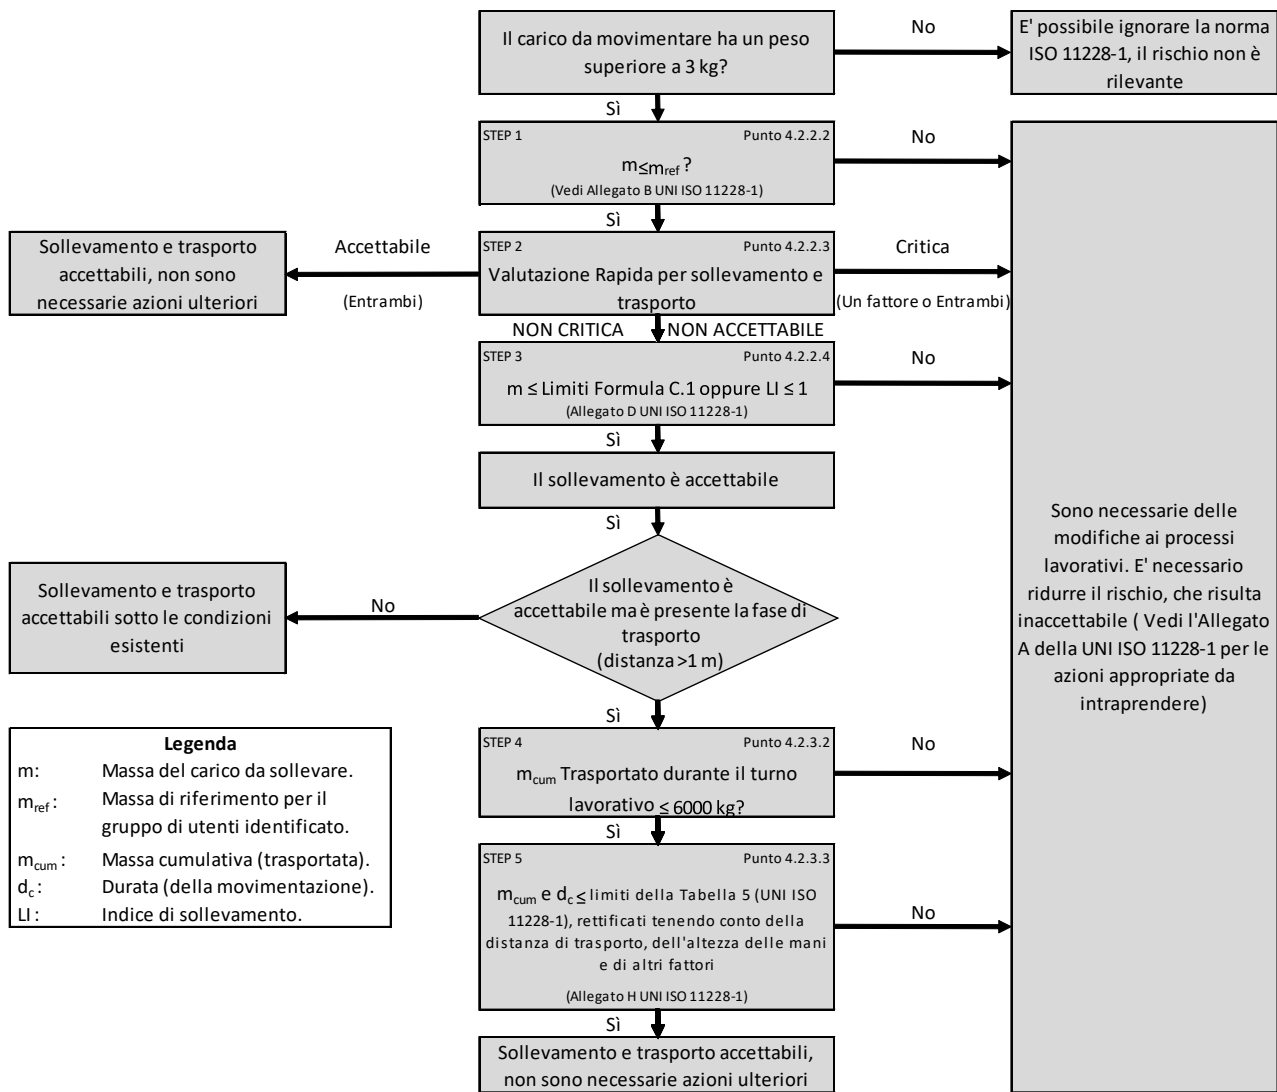 Il carico da movimentare ha un peso
superiore a 3 kg?
No
E' possibile ignorare la norma
ISO 11228-1, il rischio non è
rilevante
Sì
STEP 1 Punto 4.2.2.2
m≤mref ?
(Vedi Allegato B UNI ISO 11228-1)
No
Sì
Sollevamento e trasporto
accettabili, non sono
necessarie azioni ulteriori
Accettabile
(Entrambi)
STEP 2 Punto 4.2.2.3
Valutazione Rapida per sollevamento e
trasporto
Critica
(Un fattore o Entrambi)
NON CRITICA NON ACCETTABILE
STEP 3 Punto 4.2.2.4
m ≤ Limiti Formula C.1 oppure LI ≤ 1
(Allegato D UNI ISO 11228-1)
No
Sì
Il sollevamento è accettabile
Sì
Il sollevamento è
accettabile ma è presente la fase di
trasporto
(distanza >1 m)
No
Sollevamento e trasporto
accettabili sotto le condizioni
esistenti
Sono necessarie delle
modifiche ai processi
lavorativi. E' necessario
ridurre il rischio, che risulta
inaccettabile ( Vedi l'Allegato
A della UNI ISO 11228-1 per le
azioni appropriate da
intraprendere)
Sì
STEP 4 Punto 4.2.3.2
mcum Trasportato durante il turno
lavorativo ≤ 6000 kg?
No
Sì
STEP 5 Punto 4.2.3.3
mcum e dc ≤ limiti della Tabella 5 (UNI ISO
11228-1), rettificati tenendo conto della
distanza di trasporto, dell'altezza delle mani
e di altri fattori
(Allegato H UNI ISO 11228-1)
No
Sì
Sollevamento e trasporto accettabili,
non sono necessarie azioni ulteriori
Legenda
m: Massa del carico da sollevare.
mref : Massa di riferimento per il
gruppo di utenti identificato.
mcum : Massa cumulativa (trasportata).
dc : Durata (della movimentazione).
LI : Indice di sollevamento.